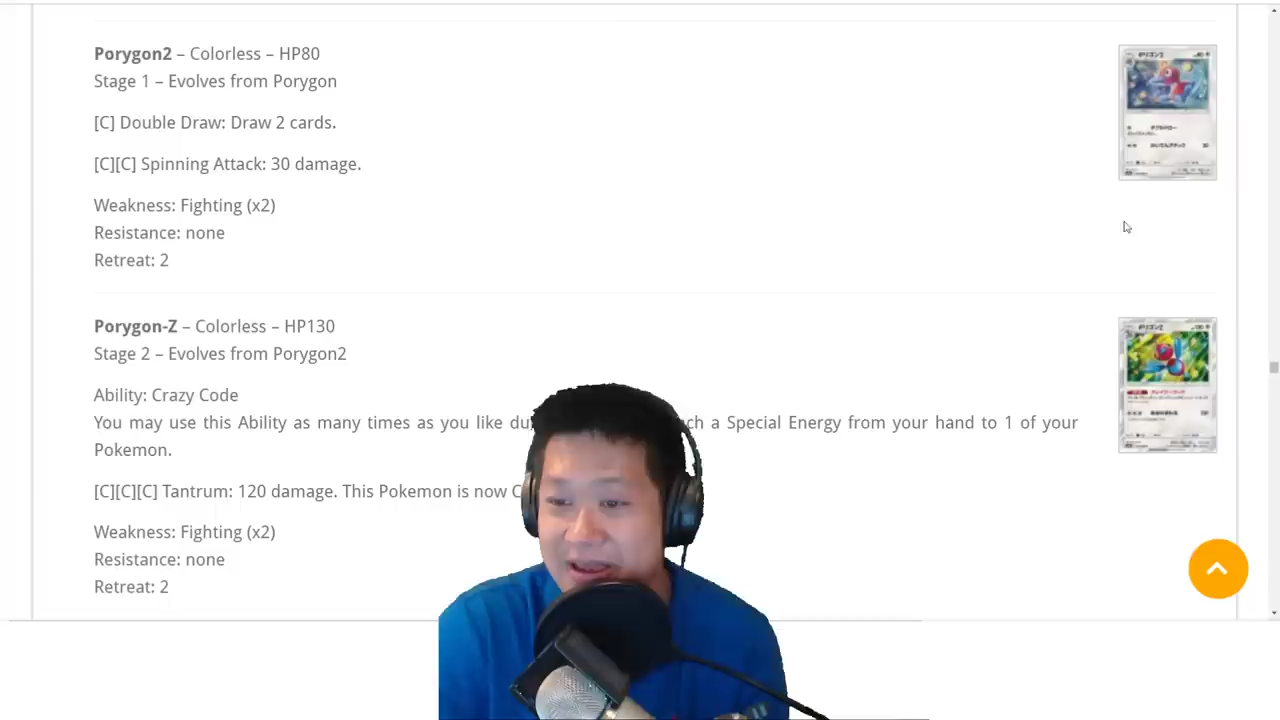 Porygon2 – Colorless – HP80
Stage 1 – Evolves from Porygon
[C] Double Draw: Draw 2 cards.
[C][C] Spinning Attack: 30 damage.
Weakness: Fighting (x2)
Resistance: none
Retreat: 2
Porygon-Z – Colorless – HP130
Stage 2 – Evolves from Porygon2
Ability: Crazy Code
You may use this Ability as many times as you like a Special Energy from your hand to 1 of your
Pokemon.
[C][C][C] Tantrum: 120 damage. This Pokemon is now
Weakness: Fighting (x2)
Resistance: none
Retreat: 2